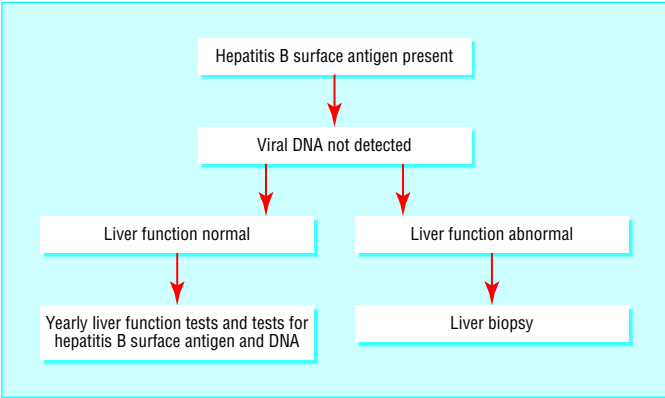 Hepatitis B surface antigen present
Viral DNA not detected
Liver function normal
Liver function abnormal
Yearly liver function tests and tests for
hepatitis B surface antigen and DNA
Liver biopsy